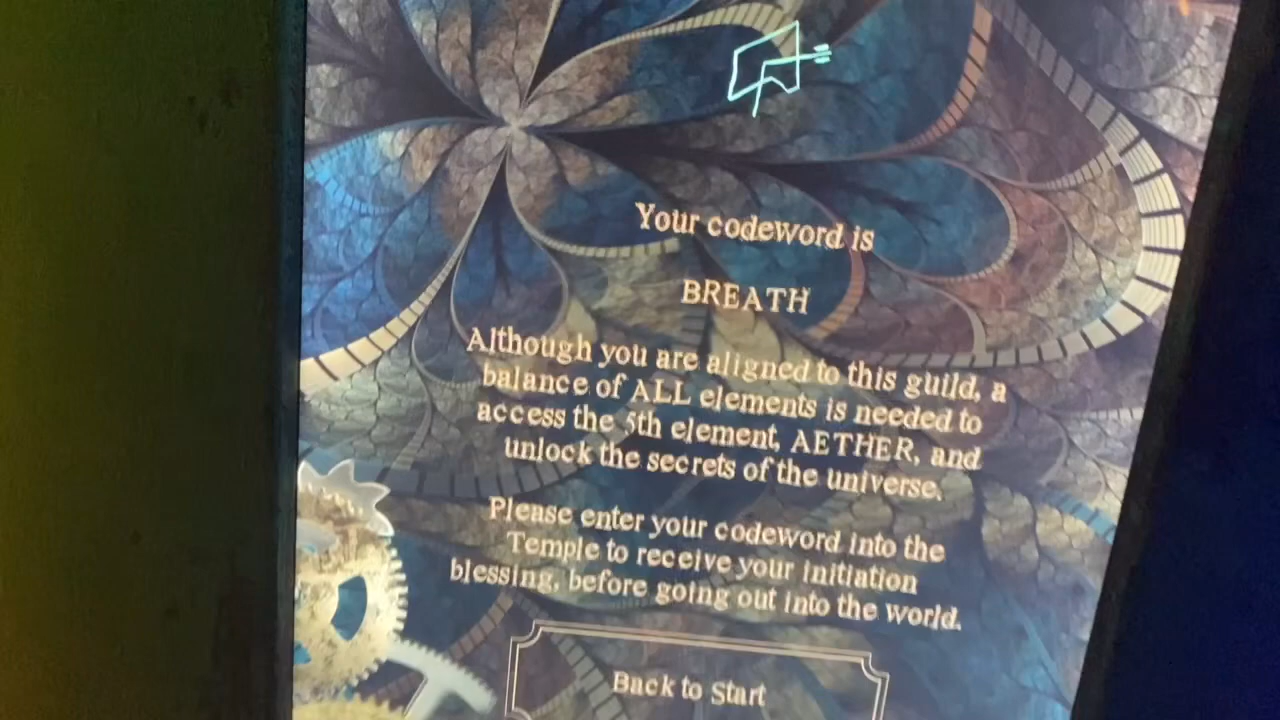 Your codeword is
BREATH
Although you are aligned to this guild, a
balance of ALL elements is needed to
access the 5th element, AETHER, and
unlock the secrets of the universe.
Please enter your codeword into the
Temple to receive your initiation
blessing, before going out into the world.
Back to Start